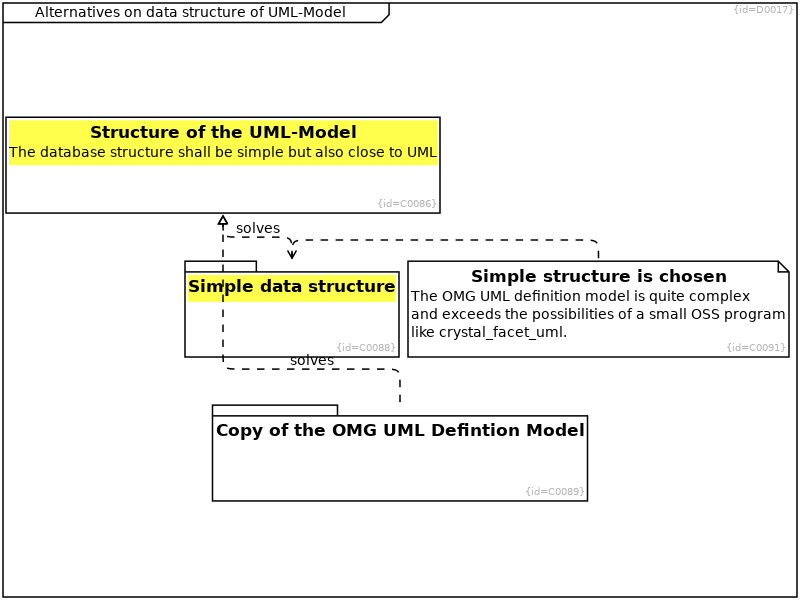 Alternatives on data structure of UML-Model
{id=D0017}
Structure of the UML-Model
The database structure shall be simple but also close to UML
{id=C0086}
solves
Simple data structure
{id=C0088}
Simple structure is chosen
The OMG UML definition model is quite complex
and exceeds the possibilities of a small OSS program
like crystal_facet_uml.
{id=C0091}
solves
Copy of the OMG UML Defintion Model
{id=C0089}